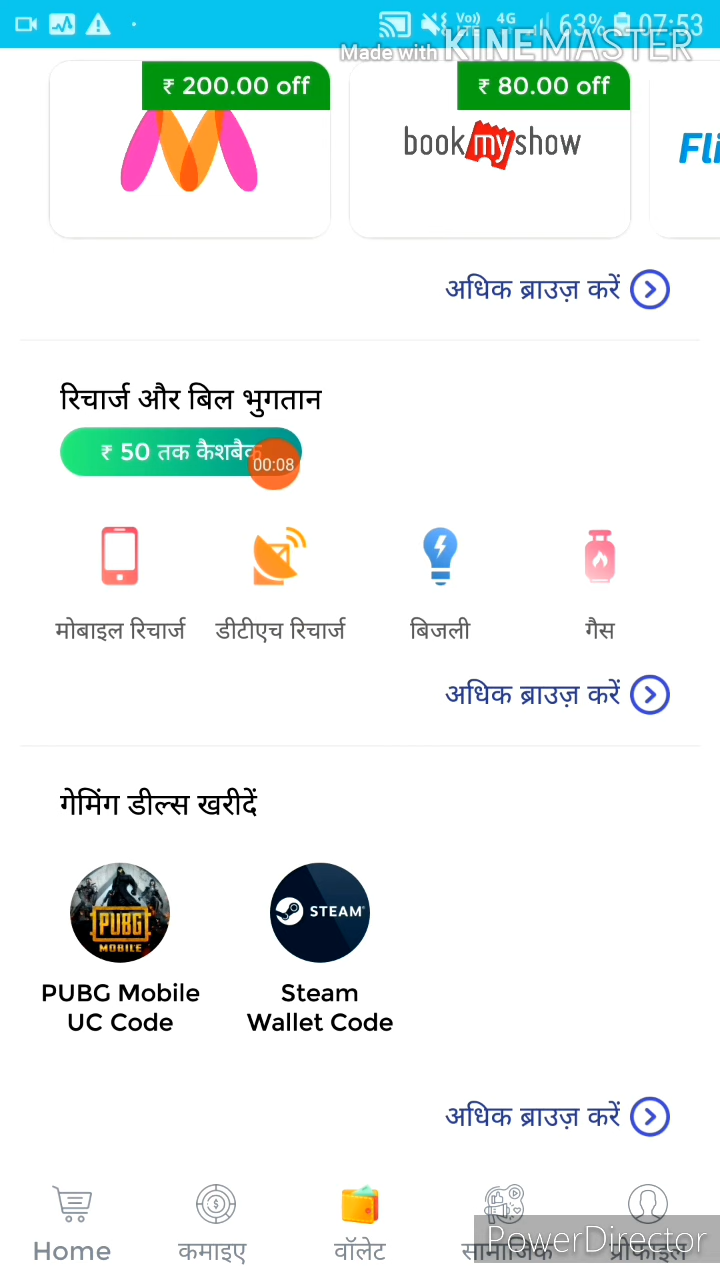 VoLTE 4G 63% 07:53
Made with KINEMASTER
₹ 200.00 off
₹ 80.00 off
bookmyshow
Fli
अधिक ब्राउज़ करें
रिचार्ज और बिल भुगतान
₹ 50 तक कैशबैक
00:08
मोबाइल रिचार्ज डीटीएच रिचार्ज बिजली गैस
अधिक ब्राउज़ करें
गेमिंग डील्स खरीदें
PUBG
MOBILE
STEAM
PUBG Mobile
UC Code
Steam
Wallet Code
अधिक ब्राउज़ करें
PowerDirector
Home कमाइए वॉलेट सामाजिक प्रोफाइल